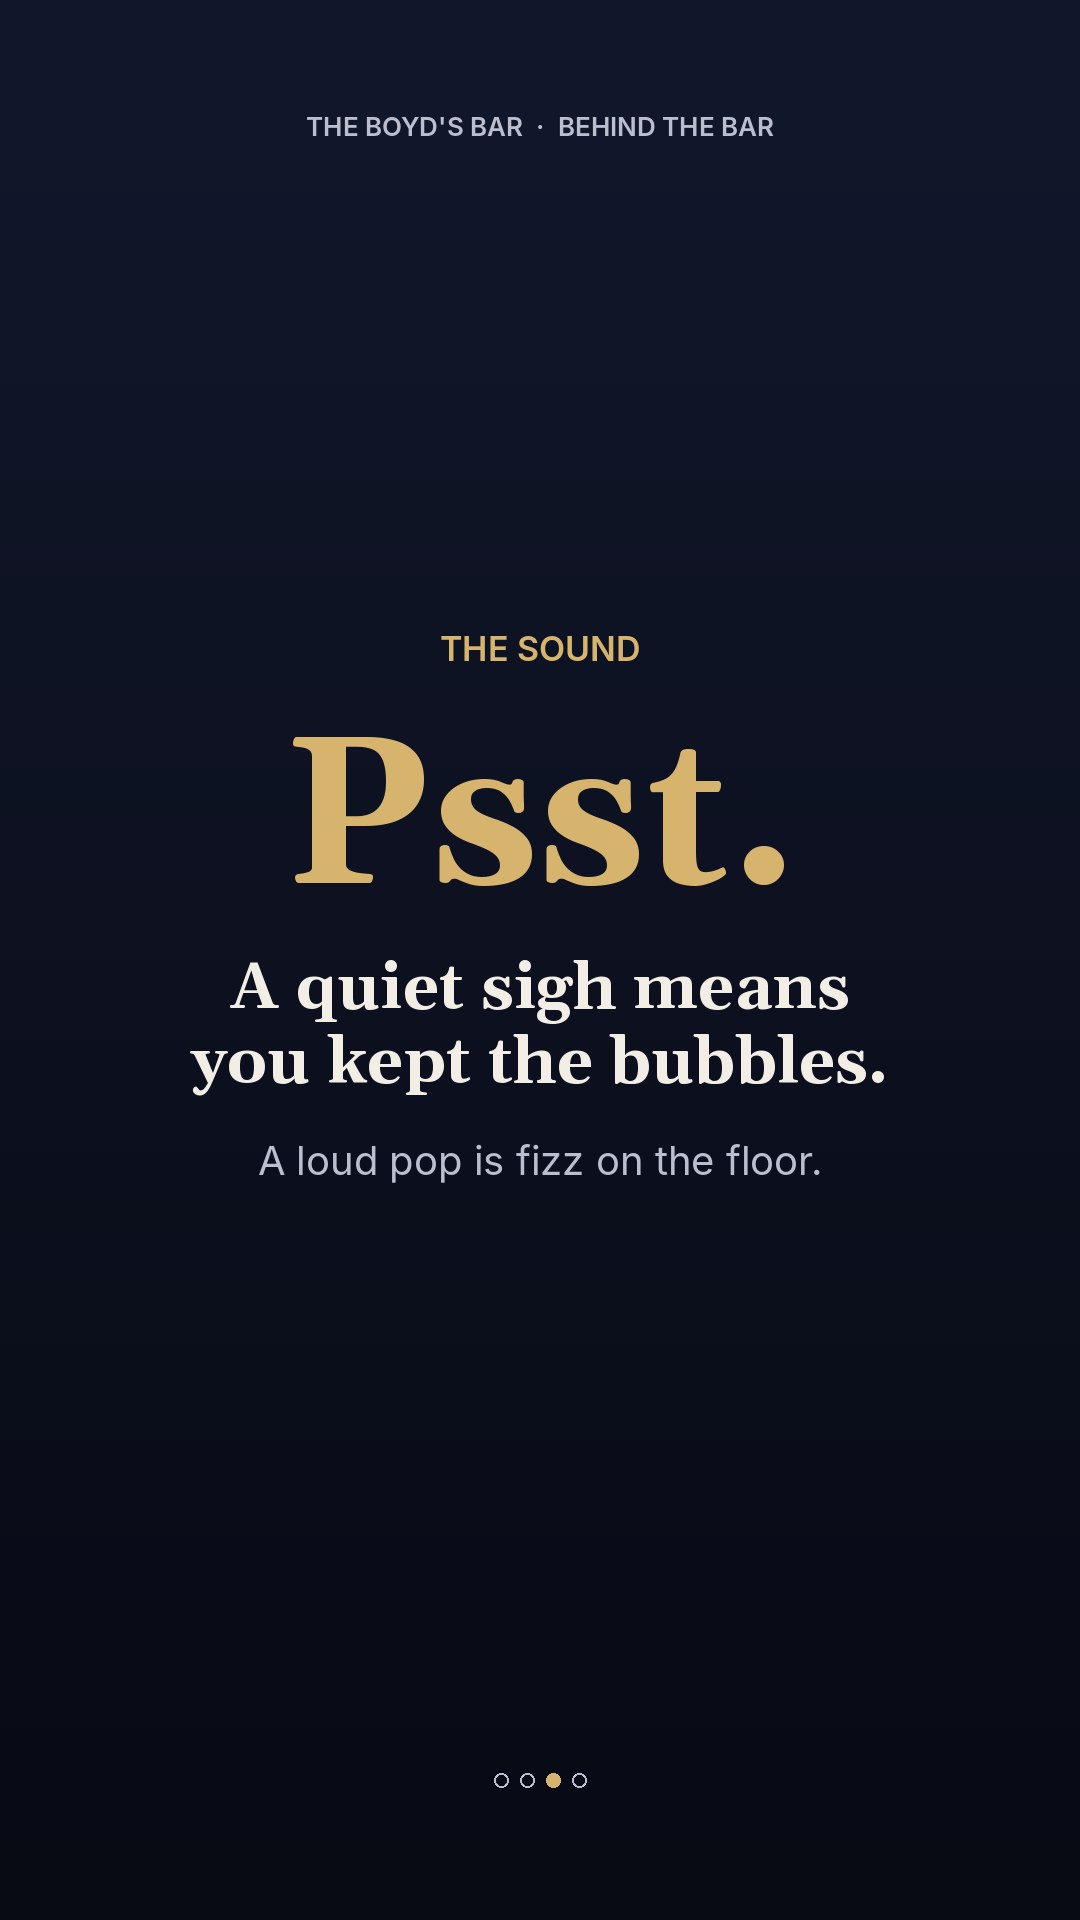 THE BOYD'S BAR · BEHIND THE BAR
THE SOUND
Psst.
A quiet sigh means
you kept the bubbles.
A loud pop is fizz on the floor.